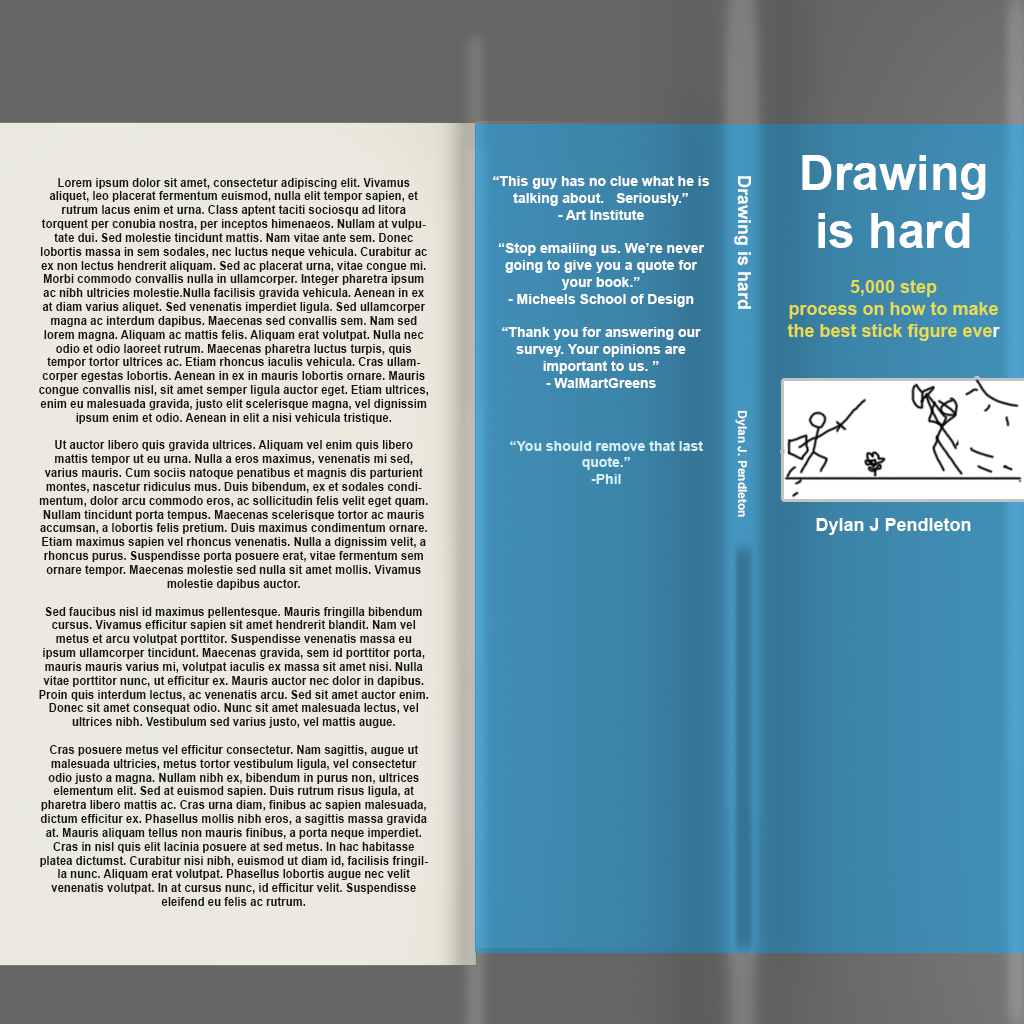 Lorem ipsum dolor sit amet, consectetur adipiscing elit. Vivamus
aliquet, leo placerat fermentum euismod, nulla elit tempor sapien, et
rutrum lacus enim et urna. Class aptent taciti sociosqu ad litora
torquent per conubia nostra, per inceptos himenaeos. Nullam at vulpu-
tate dui. Sed molestie tincidunt mattis. Nam vitae ante sem. Donec
lobortis massa in sem sodales, nec luctus neque vehicula. Curabitur ac
ex non lectus hendrerit aliquam. Sed ac placerat urna, vitae congue mi.
Morbi commodo convallis nulla in ullamcorper. Integer pharetra ipsum
ac nibh ultricies molestie.Nulla facilisis gravida vehicula. Aenean in ex
at diam varius aliquet. Sed venenatis imperdiet ligula. Sed ullamcorper
magna ac interdum dapibus. Maecenas sed convallis sem. Nam sed
lorem magna. Aliquam ac mattis felis. Aliquam erat volutpat. Nulla nec
odio et odio laoreet rutrum. Maecenas pharetra luctus turpis, quis
tempor tortor ultrices ac. Etiam rhoncus iaculis vehicula. Cras ullam-
corper egestas lobortis. Aenean in ex in mauris lobortis ornare. Mauris
congue convallis nisl, sit amet semper ligula auctor eget. Etiam ultrices,
enim eu malesuada gravida, justo elit scelerisque magna, vel dignissim
ipsum enim et odio. Aenean in elit a nisi vehicula tristique.
Ut auctor libero quis gravida ultrices. Aliquam vel enim quis libero
mattis tempor ut eu urna. Nulla a eros maximus, venenatis mi sed,
varius mauris. Cum sociis natoque penatibus et magnis dis parturient
montes, nascetur ridiculus mus. Duis bibendum, ex et sodales condi-
mentum, dolor arcu commodo eros, ac sollicitudin felis velit eget quam.
Nullam tincidunt porta tempus. Maecenas scelerisque tortor ac mauris
accumsan, a lobortis felis pretium. Duis maximus condimentum ornare.
Etiam maximus sapien vel rhoncus venenatis. Nulla a dignissim velit, a
rhoncus purus. Suspendisse porta posuere erat, vitae fermentum sem
ornare tempor. Maecenas molestie sed nulla sit amet mollis. Vivamus
molestie dapibus auctor.
Sed faucibus nisl id maximus pellentesque. Mauris fringilla bibendum
cursus. Vivamus efficitur sapien sit amet hendrerit blandit. Nam vel
metus et arcu volutpat porttitor. Suspendisse venenatis massa eu
ipsum ullamcorper tincidunt. Maecenas gravida, sem id porttitor porta,
mauris mauris varius mi, volutpat iaculis ex massa sit amet nisi. Nulla
vitae porttitor nunc, ut efficitur ex. Mauris auctor nec dolor in dapibus.
Proin quis interdum lectus, ac venenatis arcu. Sed sit amet auctor enim.
Donec sit amet consequat odio. Nunc sit amet malesuada lectus, vel
ultrices nibh. Vestibulum sed varius justo, vel mattis augue.
Cras posuere metus vel efficitur consectetur. Nam sagittis, augue ut
malesuada ultricies, metus tortor vestibulum ligula, vel consectetur
odio justo a magna. Nullam nibh ex, bibendum in purus non, ultrices
elementum elit. Sed at euismod sapien. Duis rutrum risus ligula, at
pharetra libero mattis ac. Cras urna diam, finibus ac sapien malesuada,
dictum efficitur ex. Phasellus mollis nibh eros, a sagittis massa gravida
at. Mauris aliquam tellus non mauris finibus, a porta neque imperdiet.
Cras in nisl quis elit lacinia posuere at sed metus. In hac habitasse
platea dictumst. Curabitur nisi nibh, euismod ut diam id, facilisis fringil-
la nunc. Aliquam erat volutpat. Phasellus lobortis augue nec velit
venenatis volutpat. In at cursus nunc, id efficitur velit. Suspendisse
eleifend eu felis ac rutrum.
“This guy has no clue what he is
talking about. Seriously.”
- Art Institute
“Stop emailing us. We’re never
going to give you a quote for
your book.”
- Micheels School of Design
“Thank you for answering our
survey. Your opinions are
important to us. ”
- WalMartGreens
“You should remove that last
quote.”
-Phil
Drawing is hard
Dylan J. Pendleton
Drawing
is hard
5,000 step
process on how to make
the best stick figure ever
Dylan J Pendleton